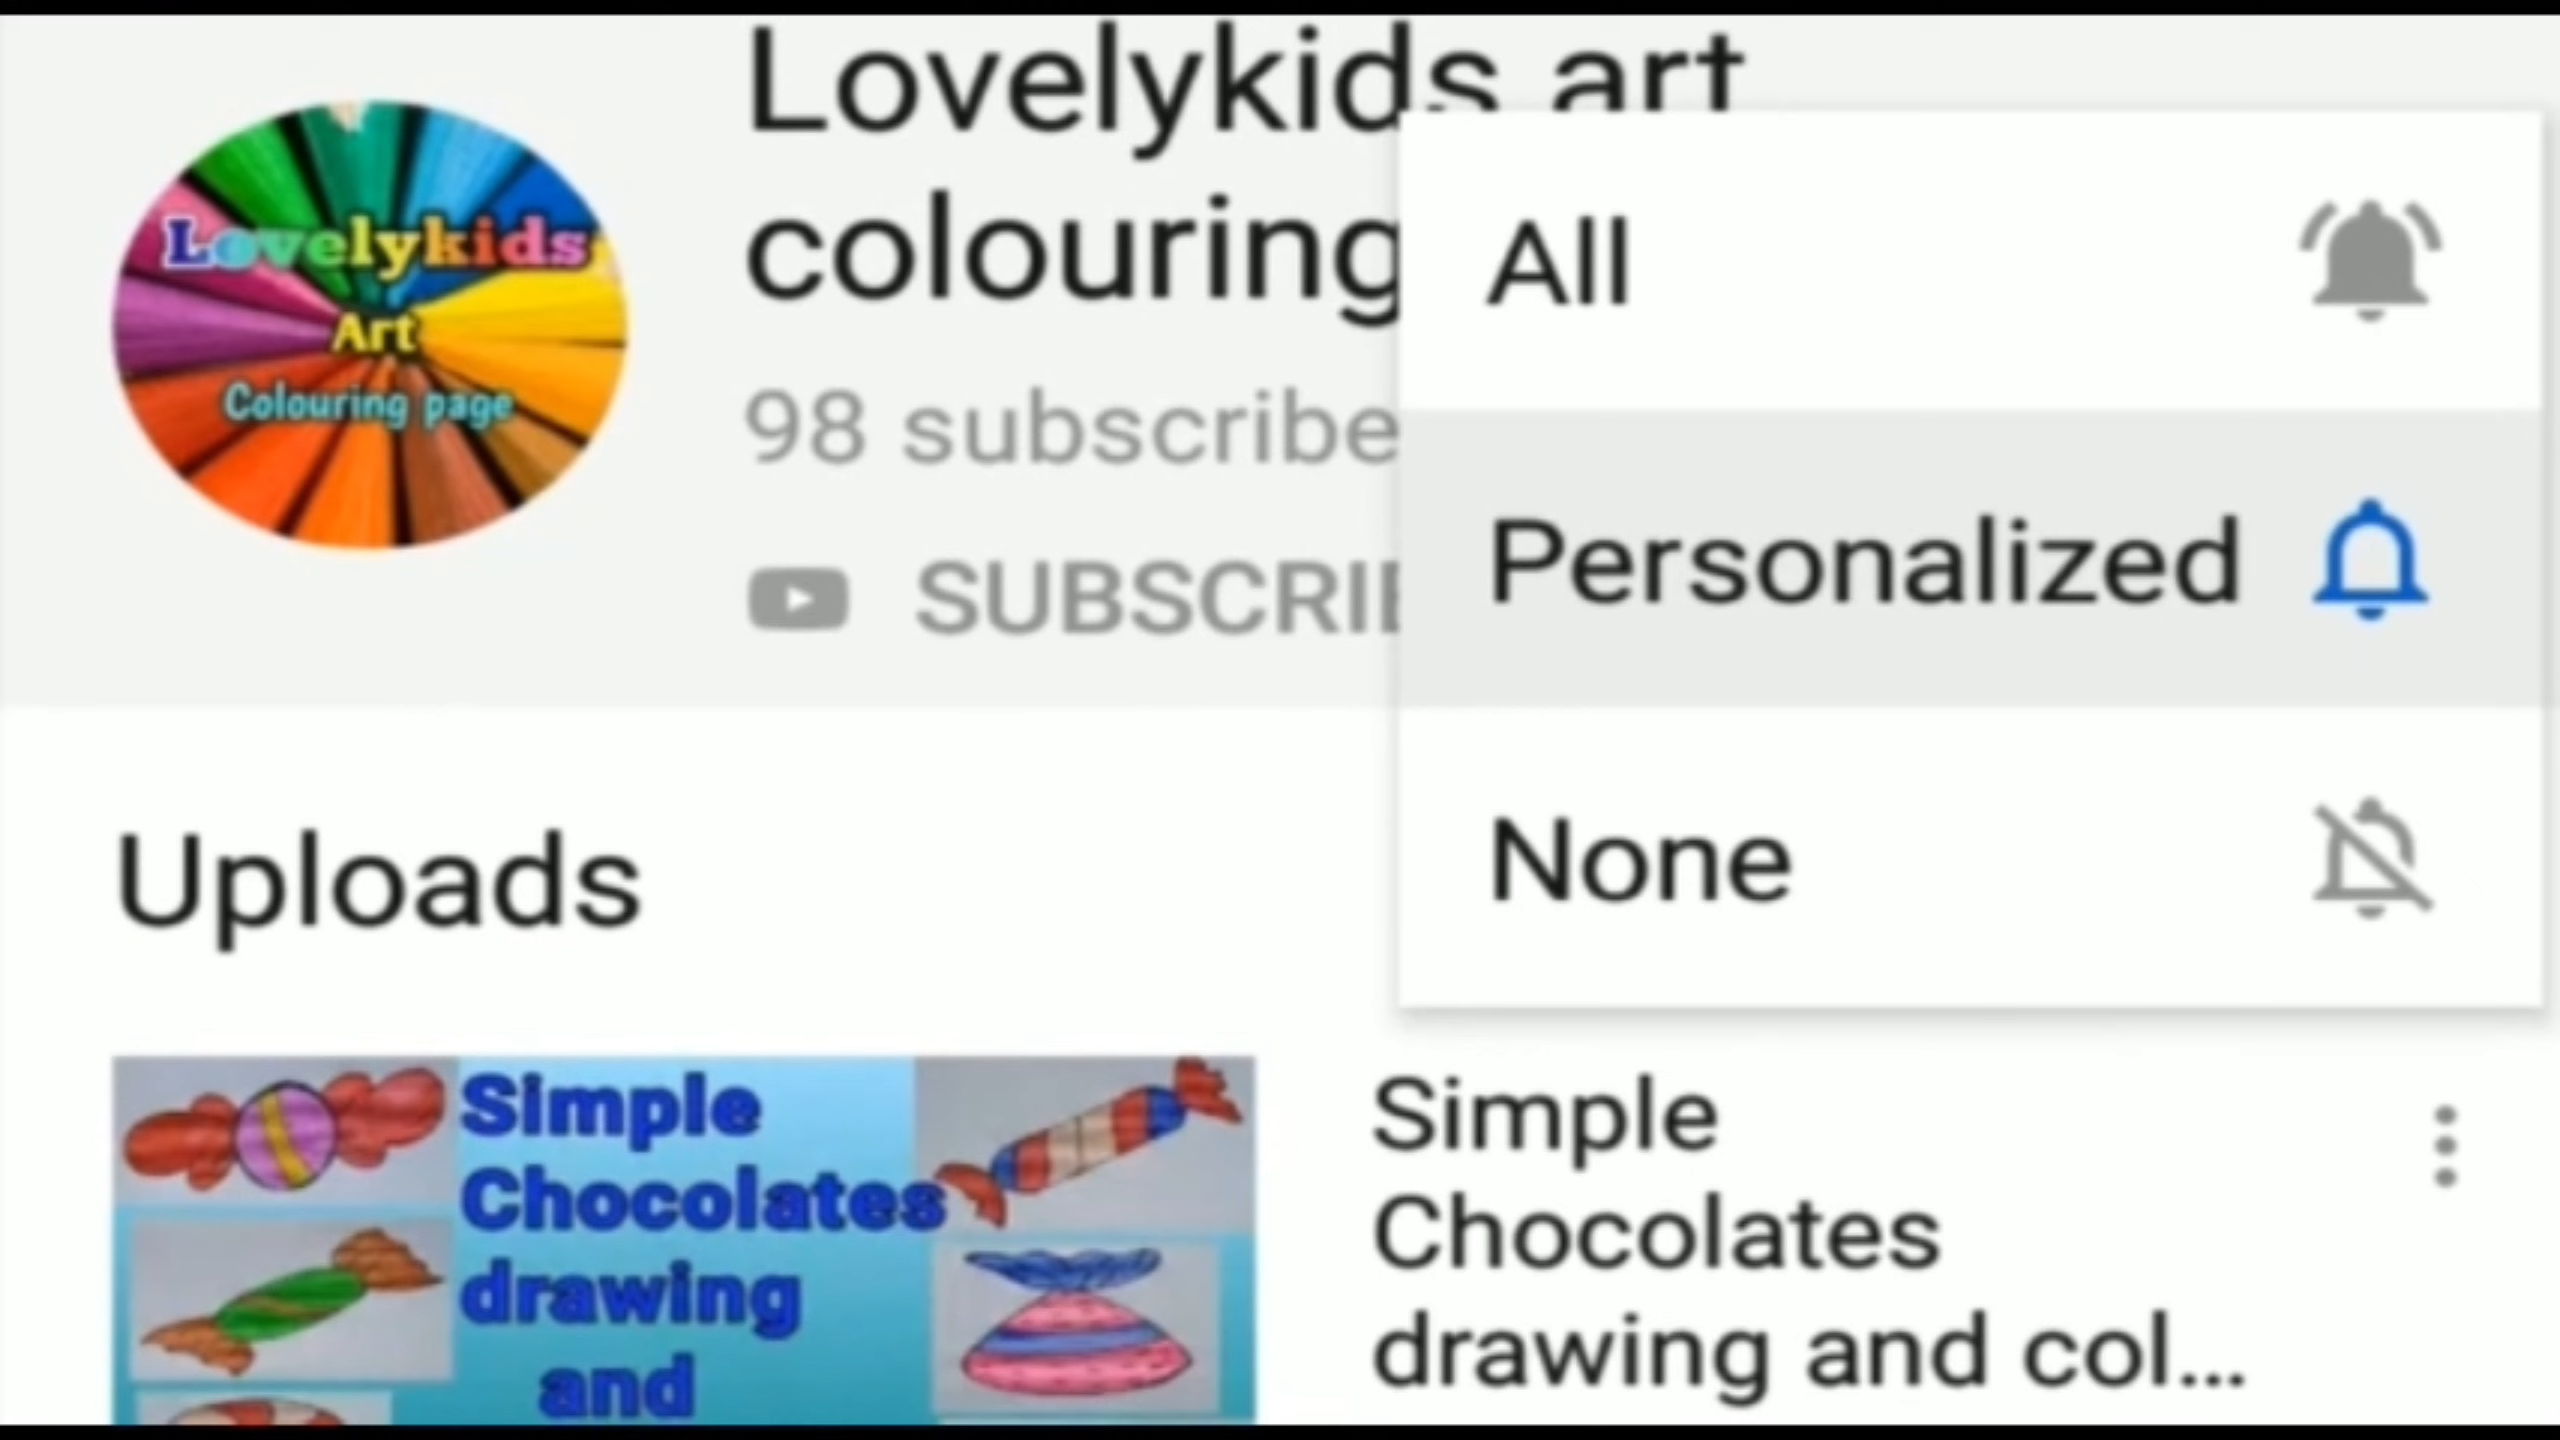 Lovelykids art
colouring
98 subscribe
SUBSCRI
Lovelykids
Art
Colouring page
All
Personalized
None
Uploads
Simple
Chocolates
drawing
and
Simple
Chocolates
drawing and col...